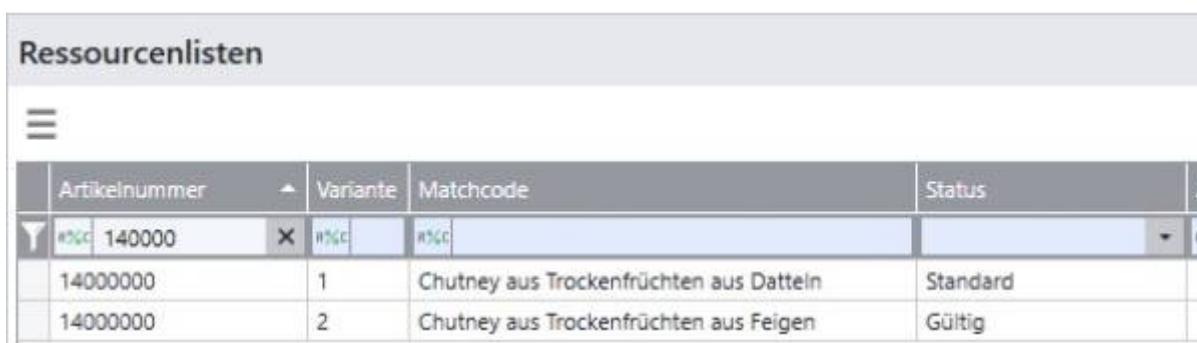 Ressourcenlisten
Artikelnummer Variante Matchcode Status
140000
14000000 1 Chutney aus Trockenfrüchten aus Datteln Standard
14000000 2 Chutney aus Trockenfrüchten aus Feigen Gültig